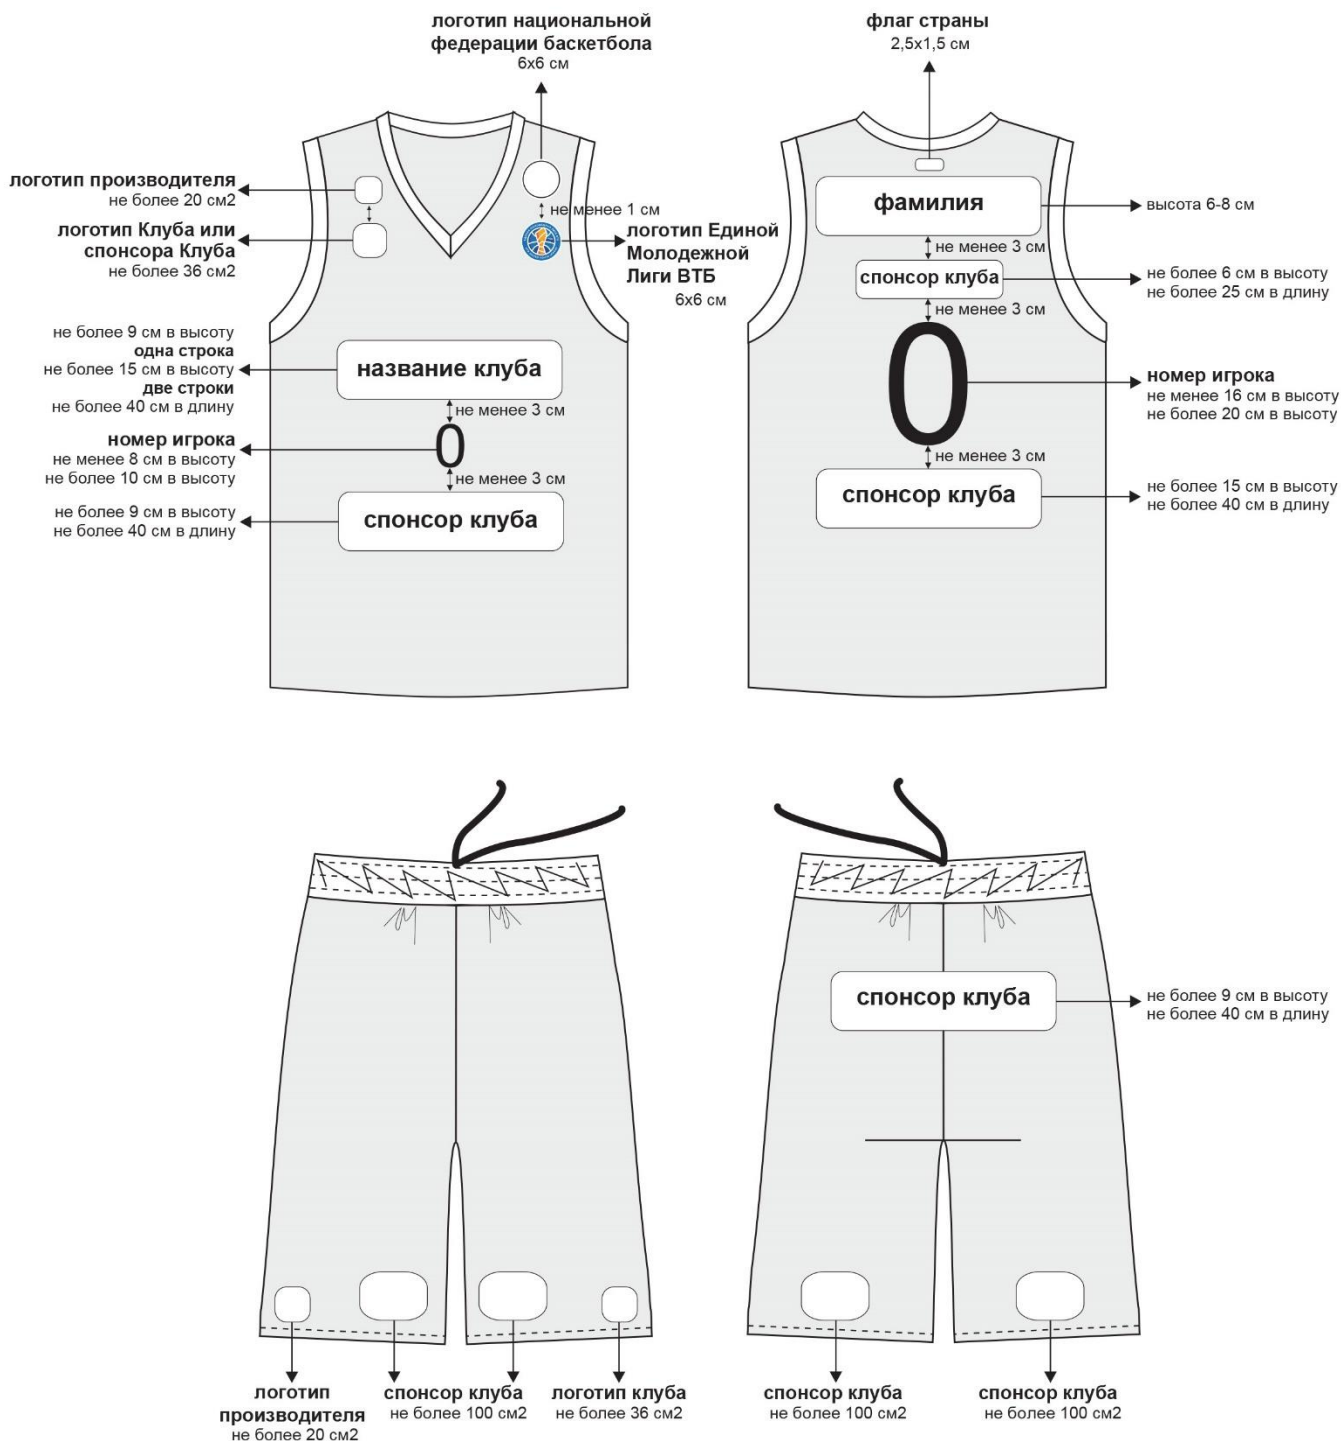 логотип национальной
федерации баскетбола
6х6 см
логотип производителя
не более 20 см2
логотип Клуба или
спонсора Клуба
не более 36 см2
не менее 1 см
логотип Единой
Молодежной
Лиги ВТБ
6х6 см
не более 9 см в высоту
одна строка
не более 15 см в высоту
две строки
не более 40 см в длину
название клуба
не менее 3 см
номер игрока
не менее 8 см в высоту
не более 10 см в высоту
0
не менее 3 см
не более 9 см в высоту
не более 40 см в длину
спонсор клуба
флаг страны
2,5х1,5 см
фамилия
высота 6-8 см
не менее 3 см
спонсор клуба
не более 6 см в высоту
не более 25 см в длину
не менее 3 см
0
номер игрока
не менее 16 см в высоту
не более 20 см в высоту
не менее 3 см
спонсор клуба
не более 15 см в высоту
не более 40 см в длину
логотип
производителя
не более 20 см2
спонсор клуба
не более 100 см2
логотип клуба
не более 36 см2
спонсор клуба
не более 9 см в высоту
не более 40 см в длину
спонсор клуба
не более 100 см2
спонсор клуба
не более 100 см2